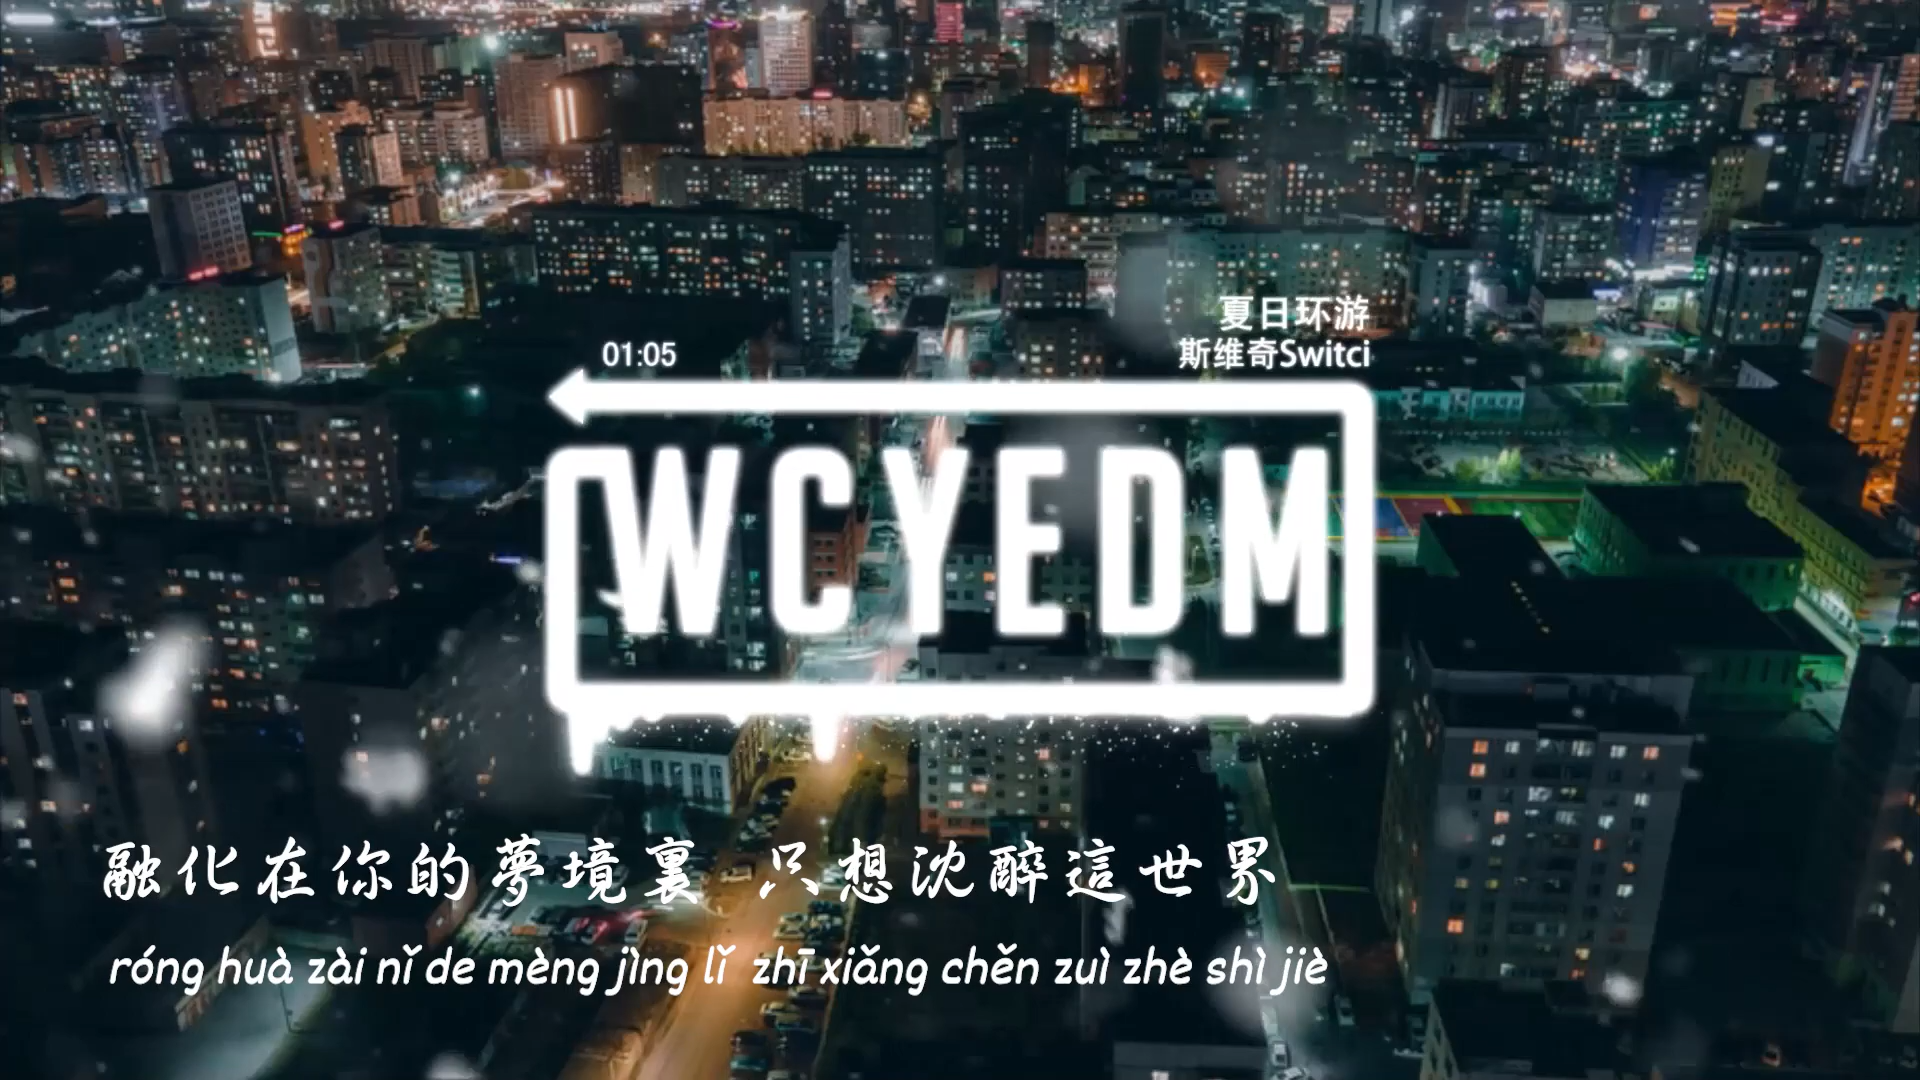 夏日环游
01:05
斯维奇Switci
WCYEDM
融化在你的夢境裏 只想沈醉這世界
róng huà zài nǐ de mèng jìng lǐ zhī xiǎng chěn zuì zhè shì jiè